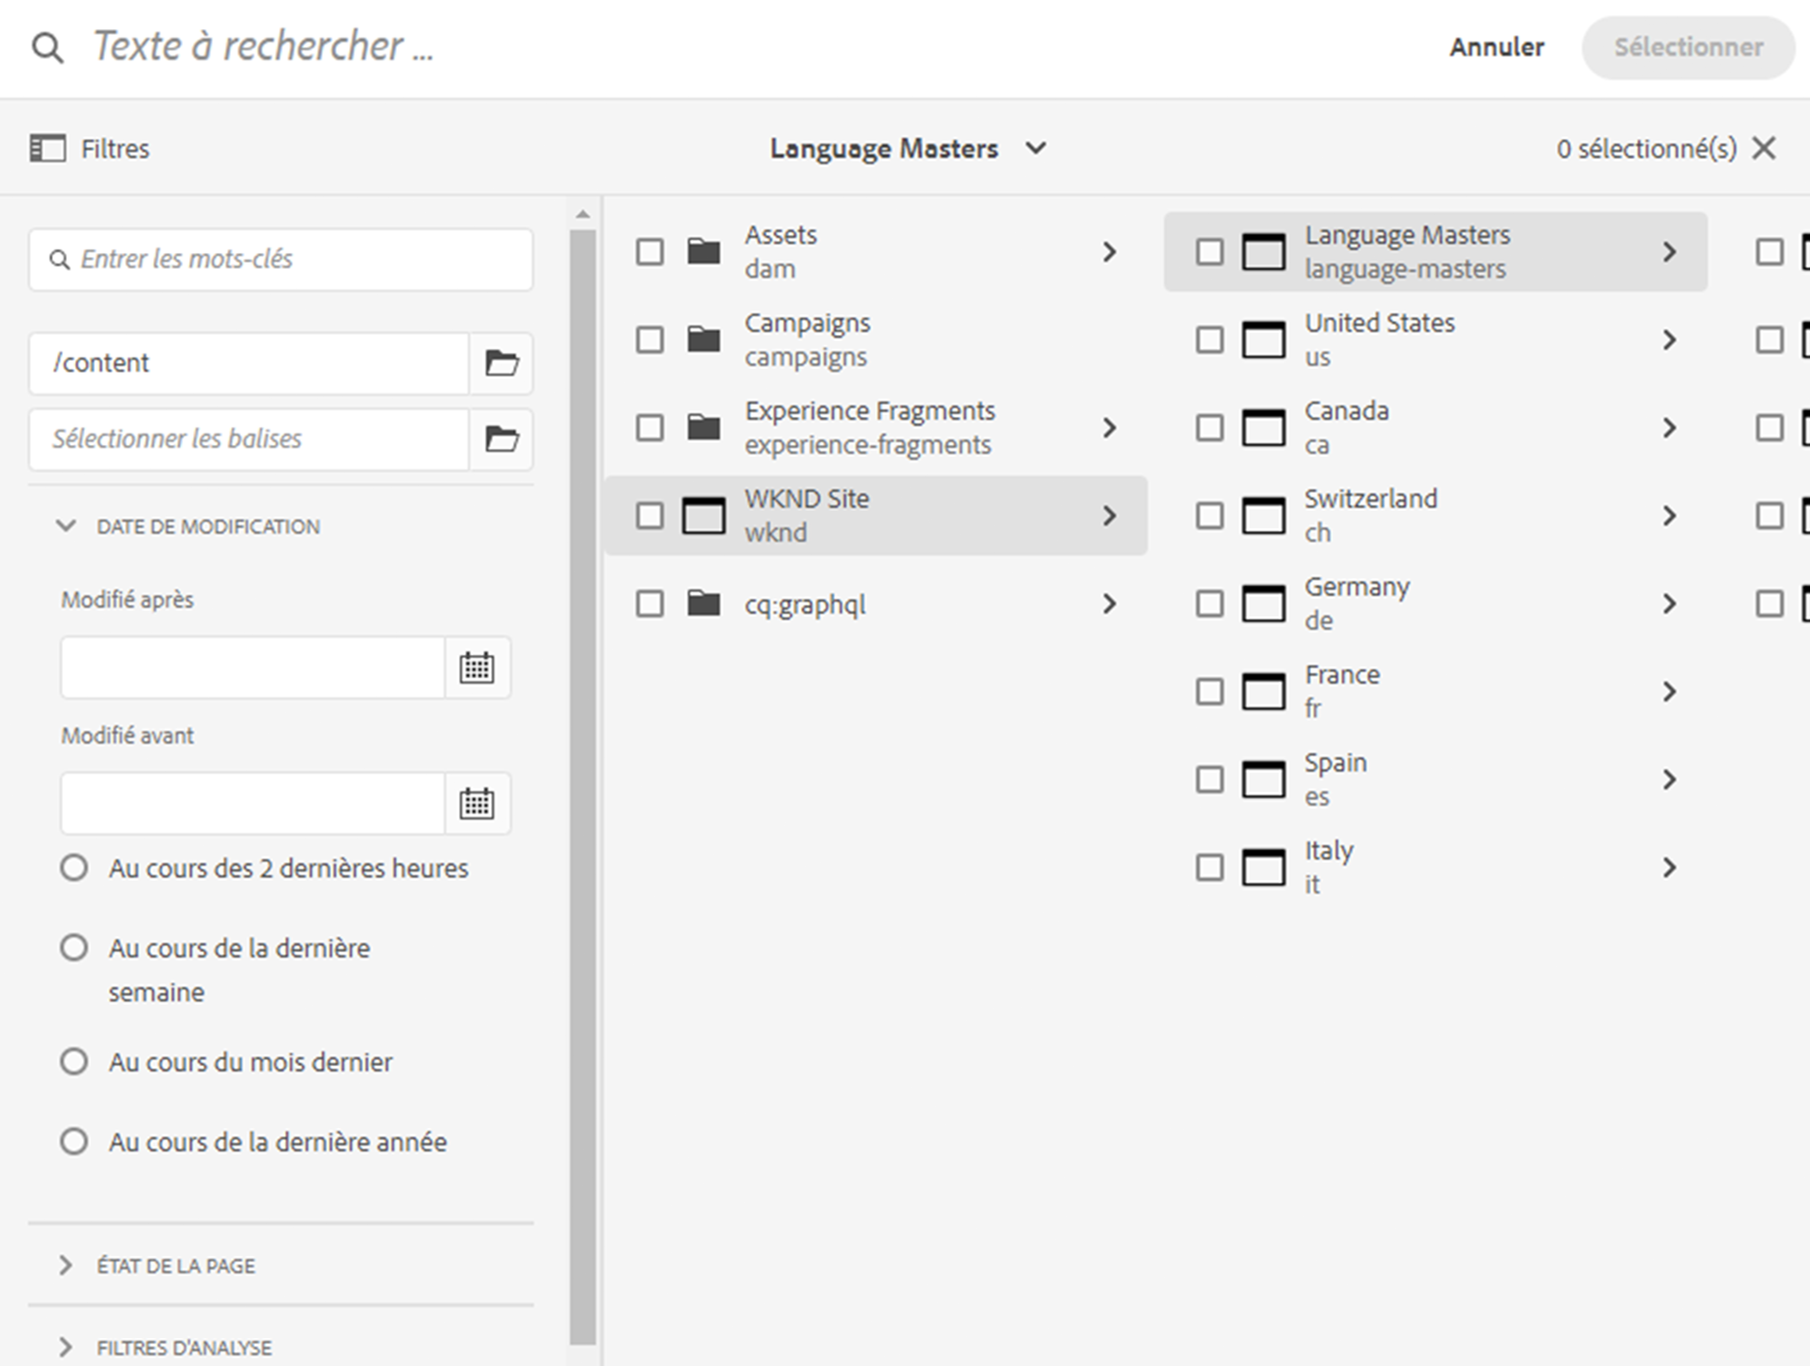 Texte à rechercher ...
Annuler
Sélectionner
Filtres
Language Masters
0 sélectionné(s)
Entrer les mots-clés
/content
Sélectionner les balises
DATE DE MODIFICATION
Modifié après
Modifié avant
Au cours des 2 dernières heures
Au cours de la dernière
semaine
Au cours du mois dernier
Au cours de la dernière année
ÉTAT DE LA PAGE
FILTRES D'ANALYSE
Assets
dam
Campaigns
campaigns
Experience Fragments
experience-fragments
WKND Site
wknd
cq:graphql
Language Masters
language-masters
United States
us
Canada
ca
Switzerland
ch
Germany
de
France
fr
Spain
es
Italy
it